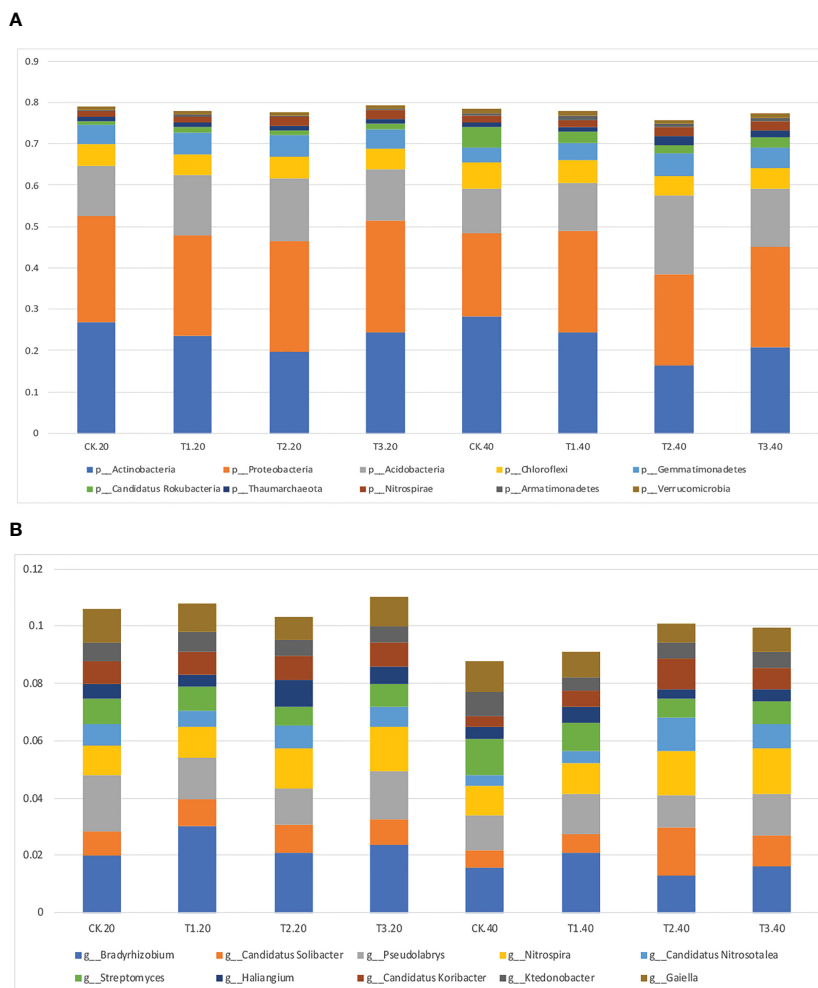 A
0.9
0.8
0.7
0.6
0.5
0.4
0.3
0.2
0.1
0
CK.20 T1.20 T2.20 T3.20 CK.40 T1.40 T2.40 T3.40
p__Actinobacteria p__Proteobacteria p__Acidobacteria p__Chloroflexi p__Gemmatimonadetes
p__Candidatus Rokubacteria p__Thaumarchaeota p__Nitrospirae p__Armatimonadetes p__Verrucomicrobia
B
0.12
0.1
0.08
0.06
0.04
0.02
0
CK.20 T1.20 T2.20 T3.20 CK.40 T1.40 T2.40 T3.40
g__Bradyrhizobium g__Candidatus Solibacter g__Pseudolabrys g__Nitrospira g__Candidatus Nitrosotalea
g__Streptomyces g__Haliangium g__Candidatus Koribacter g__Ktedonobacter g__Gaiella